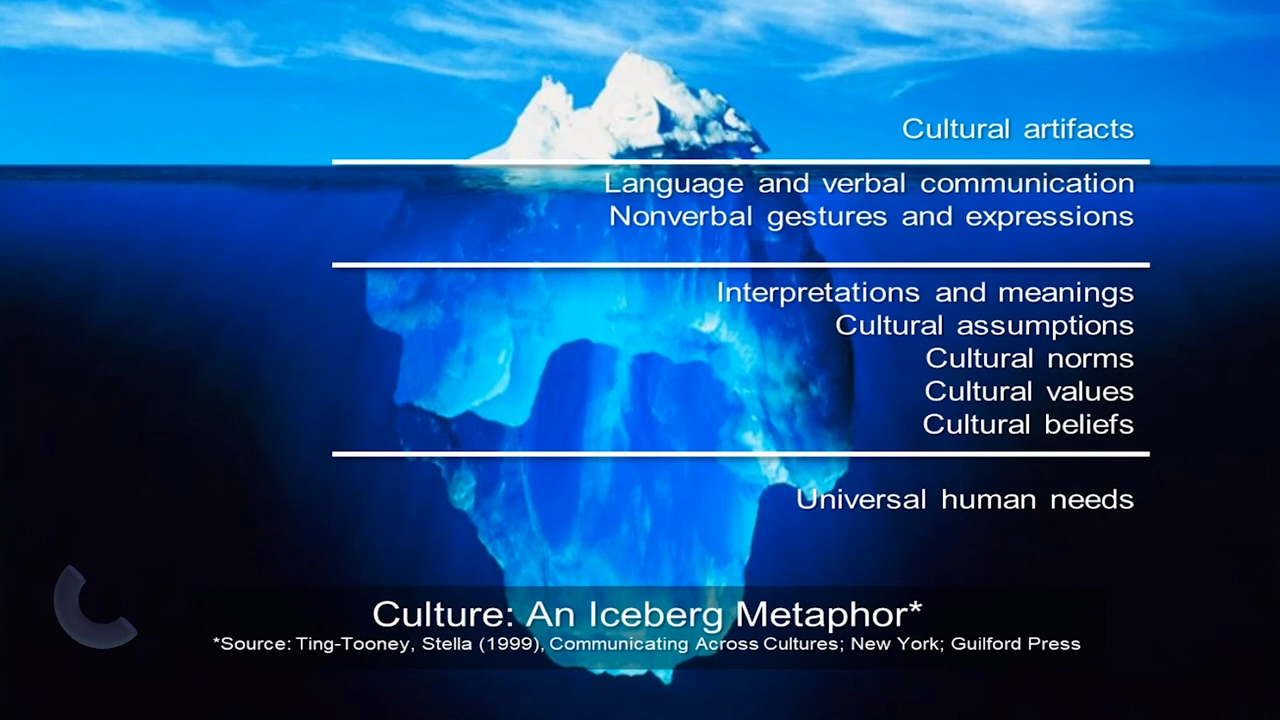 Cultural artifacts
Language and verbal communication
Nonverbal gestures and expressions
Interpretations and meanings
Cultural assumptions
Cultural norms
Cultural values
Cultural beliefs
Universal human needs
Culture: An Iceberg Metaphor*
*Source: Ting-Tooney, Stella (1999), Communicating Across Cultures; New York; Guilford Press